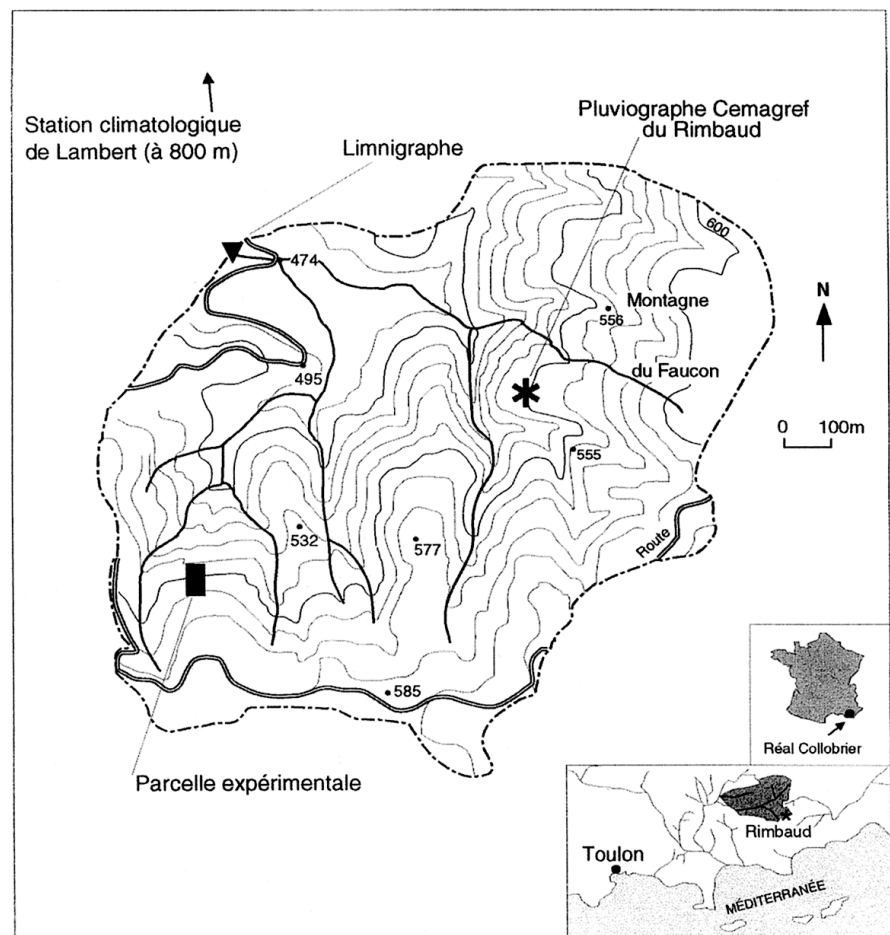 Station climatologique
de Lambert (à 800 m)
Limnigraphe
Pluviographe Cemagref
du Rimbaud
600
474
Montagne
556
N
du Faucon
495
0 100m
555
532
577
Route
585
Parcelle expérimentale
Réal Collobrier
Rimbaud
Toulon
MÉDITERRANÉE